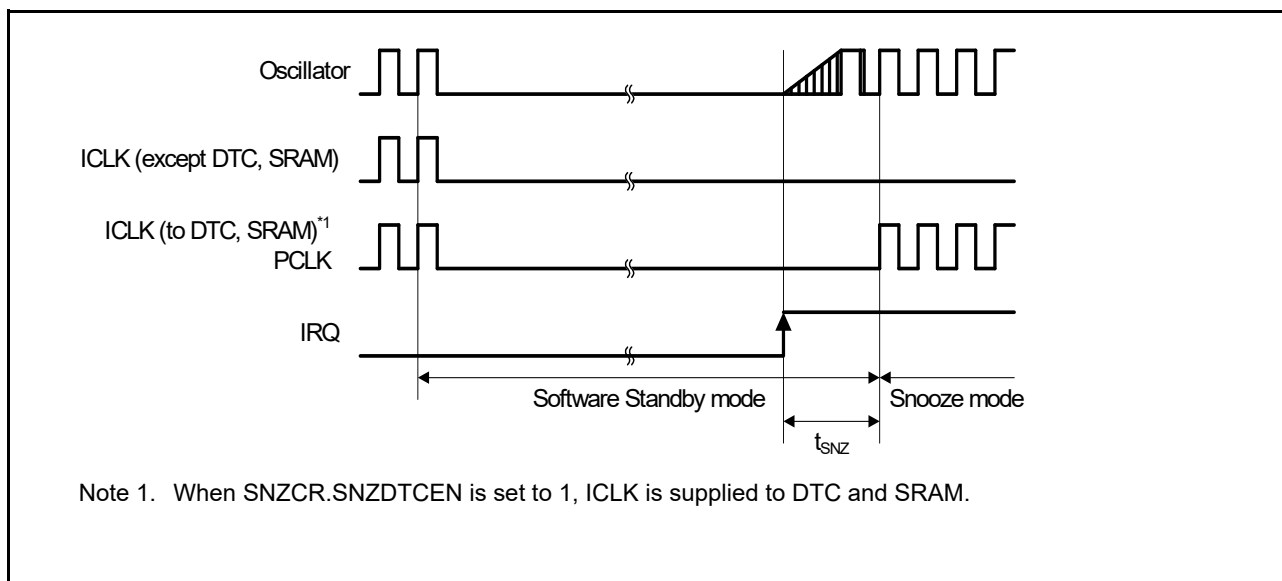 Oscillator
ICLK (except DTC, SRAM)
ICLK (to DTC, SRAM)*1
PCLK
IRQ
Software Standby mode
Snooze mode
tSNZ
Note 1. When SNZCR.SNZDTCEN is set to 1, ICLK is supplied to DTC and SRAM.